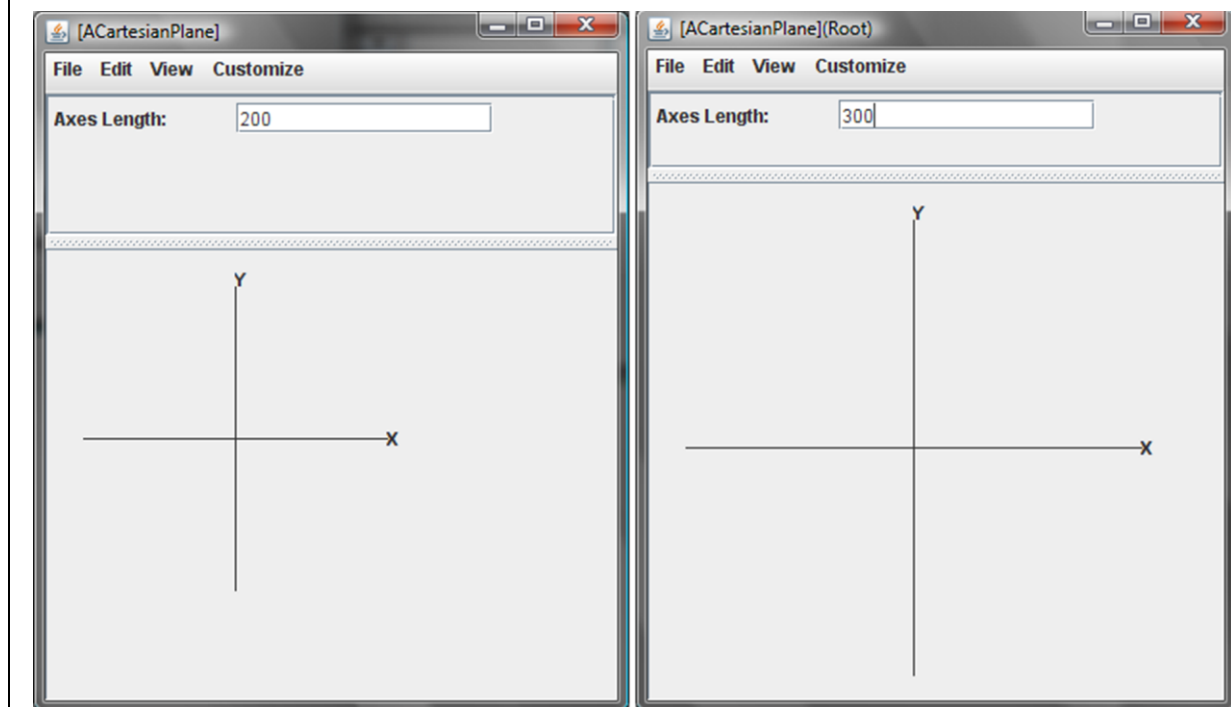 [ACartesianPlane]
File Edit View Customize
Axes Length: 200
Y
X
[ACartesianPlane](Root)
File Edit View Customize
Axes Length: 300
Y
X